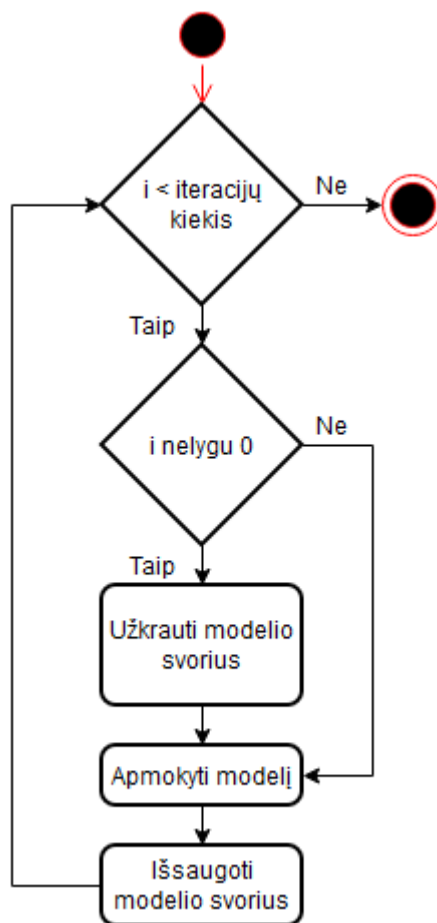 i < iteracijų
kiekis
Ne
Taip
i nelygu 0
Ne
Taip
Užkrauti modelio
svorius
Apmokyti modelį
Išsaugoti
modelio svorius